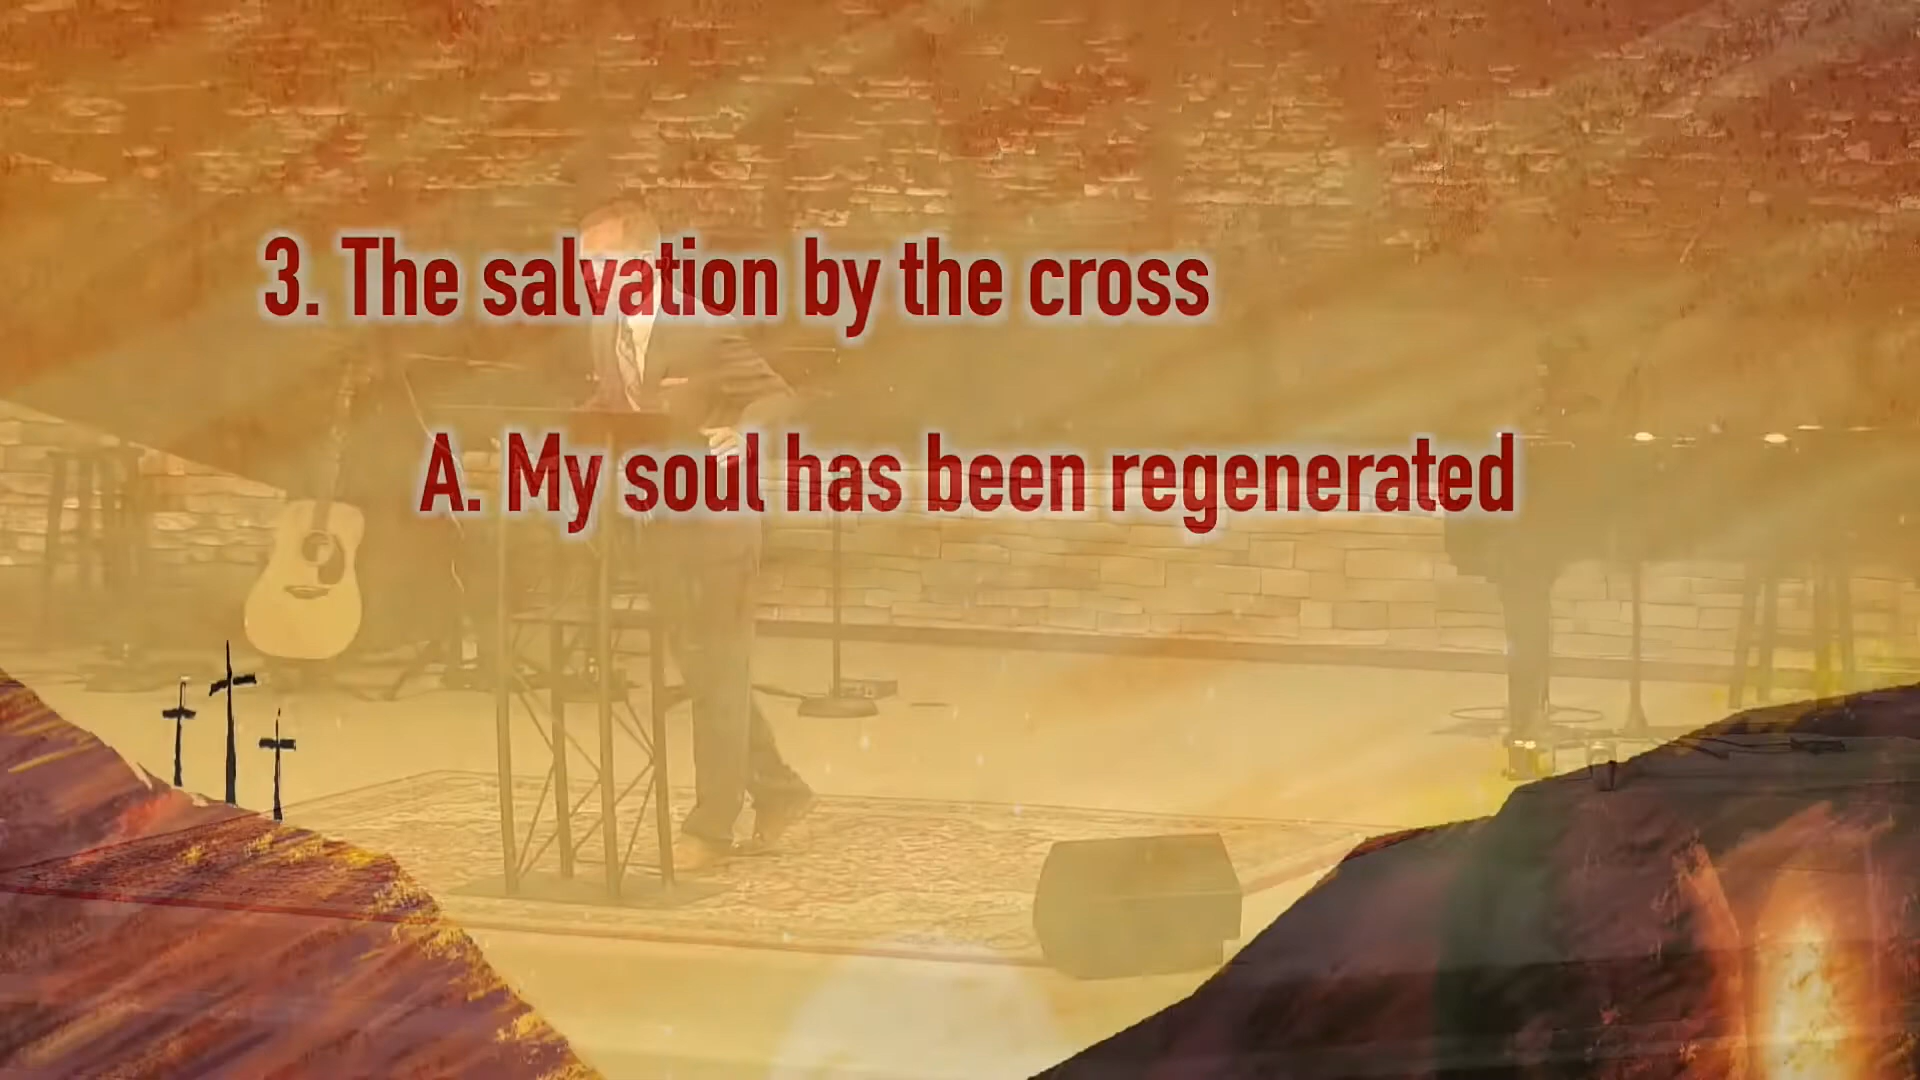 3. The salvation by the cross
A. My soul has been regenerated